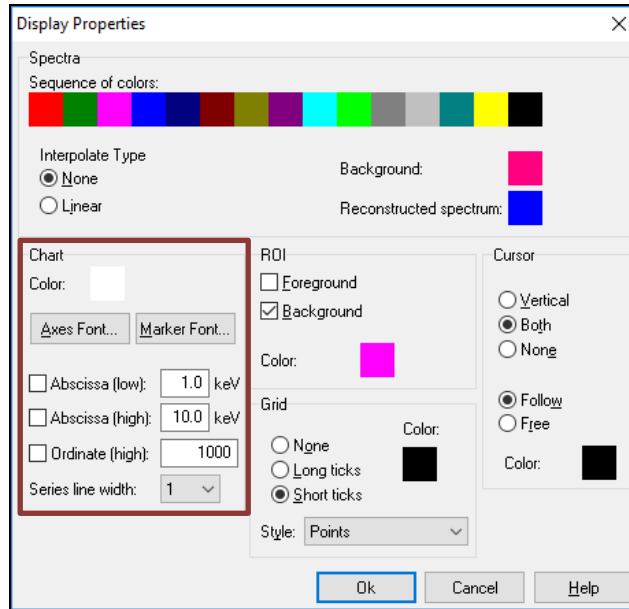 Display Properties
Spectra
Sequence of colors:
Interpolate Type
None
Linear
Background:
Reconstructed spectrum:
Chart
Color:
Axes Font... Marker Font...
Abscissa (low): 1.0 keV
Abscissa (high): 10.0 keV
Ordinate (high): 1000
Series line width: 1
ROI
Foreground
Background
Color:
Grid
None
Long ticks
Short ticks
Color:
Style: Points
Cursor
Vertical
Both
None
Follow
Free
Color:
Ok Cancel Help